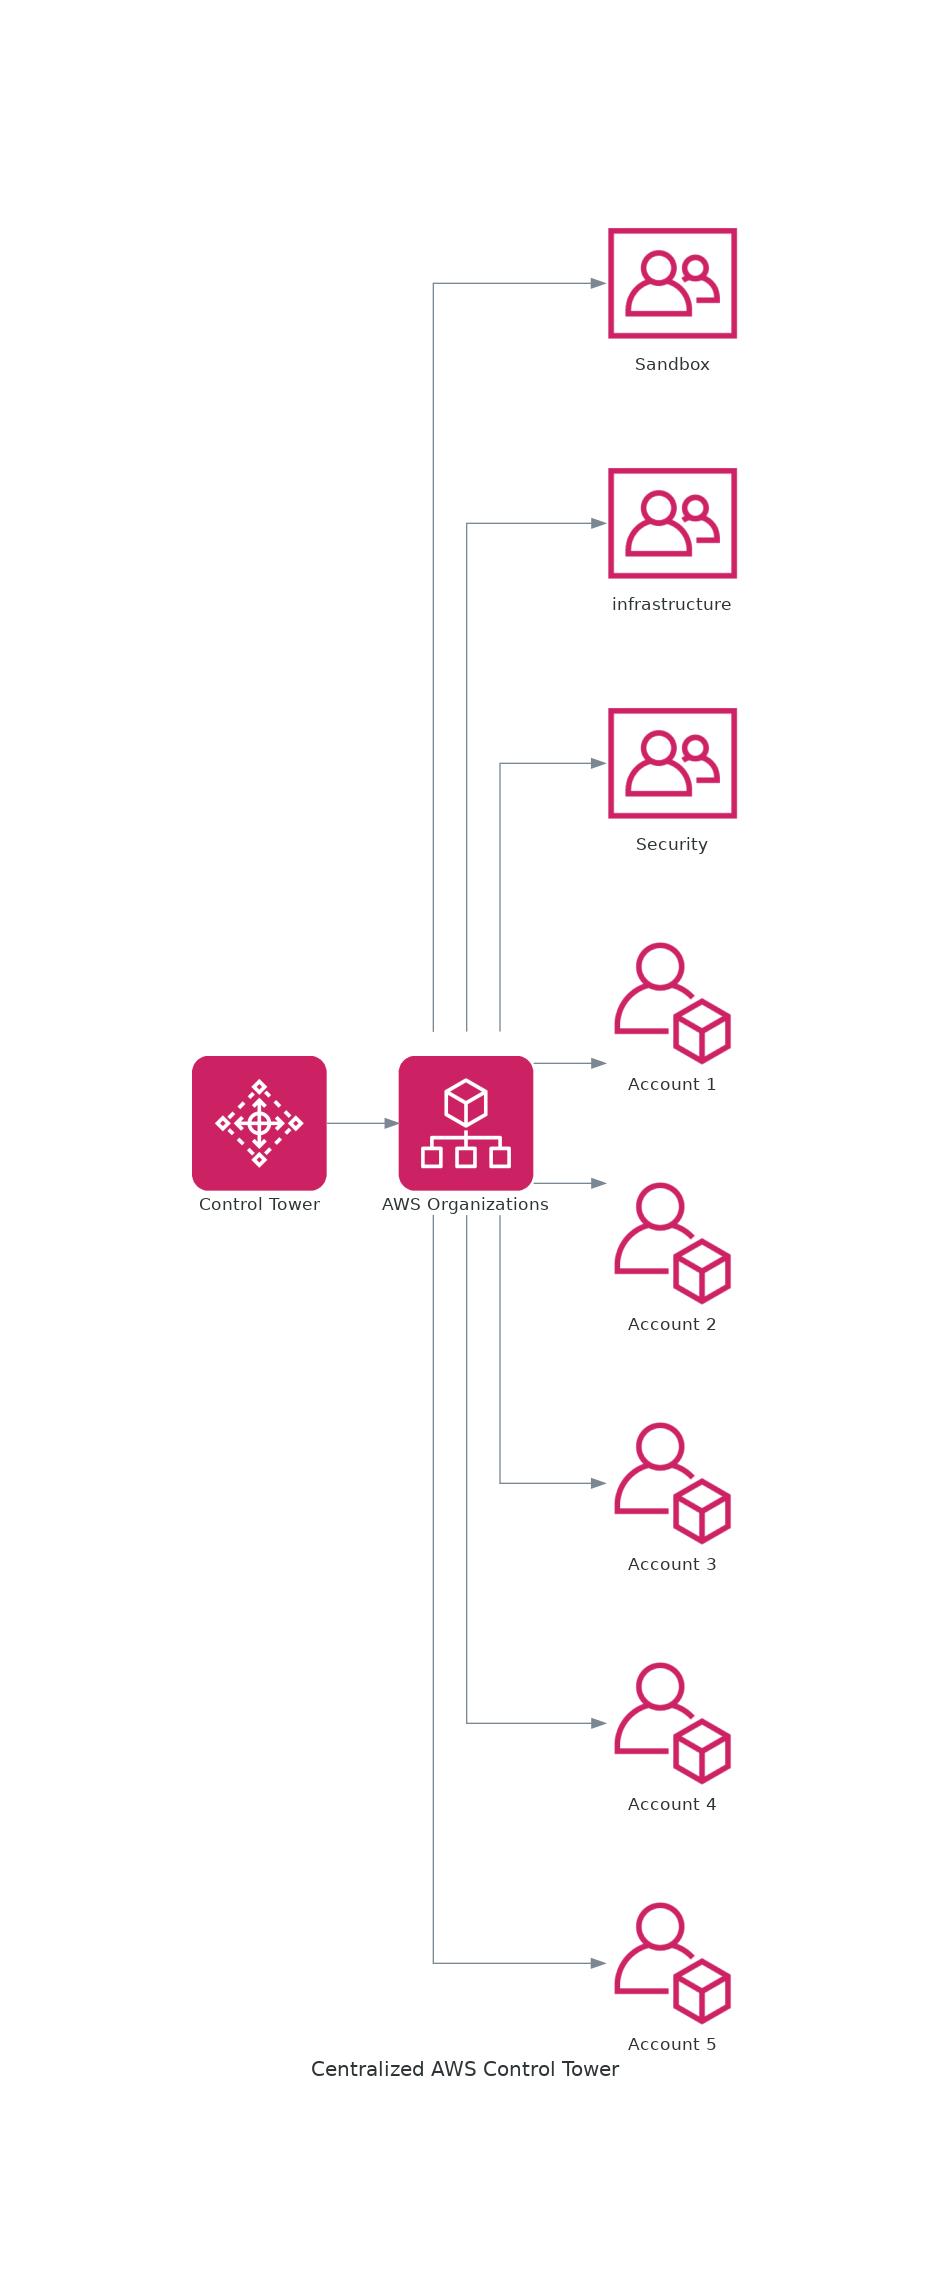 Sandbox
infrastructure
Security
Account 1
Control Tower
AWS Organizations
Account 2
Account 3
Account 4
Account 5
Centralized AWS Control Tower